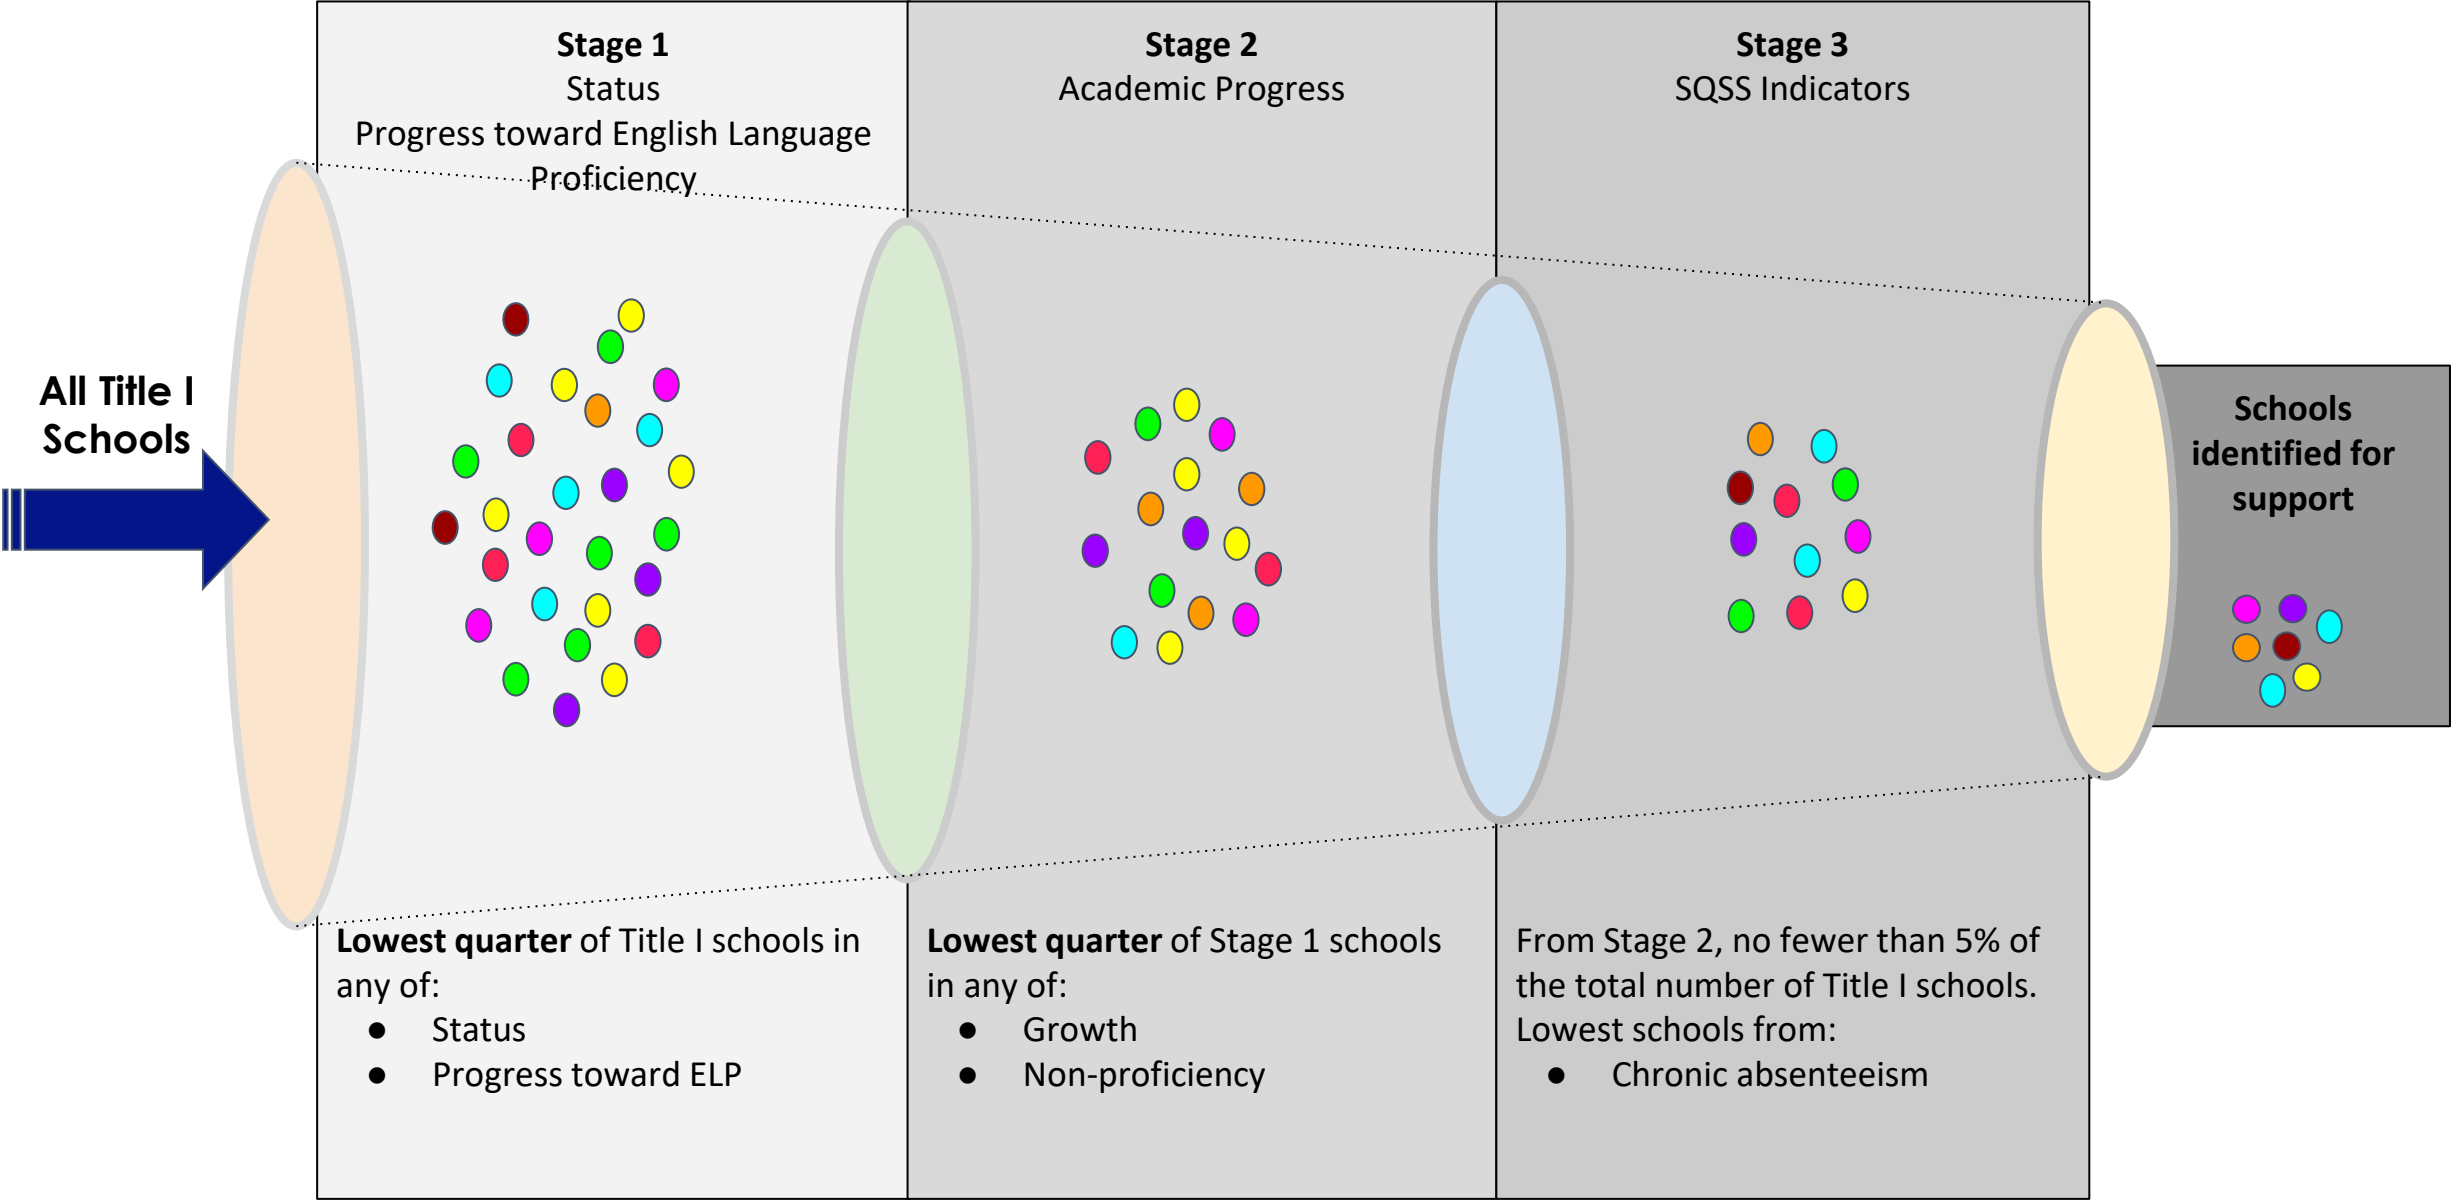 All Title I
Schools
Stage 1
Status
Progress toward English Language
Proficiency
Lowest quarter of Title I schools in
any of:
● Status
● Progress toward ELP
Stage 2
Academic Progress
Lowest quarter of Stage 1 schools
in any of:
● Growth
● Non-proficiency
Stage 3
SQSS Indicators
From Stage 2, no fewer than 5% of
the total number of Title I schools.
Lowest schools from:
● Chronic absenteeism
Schools
identified for
support